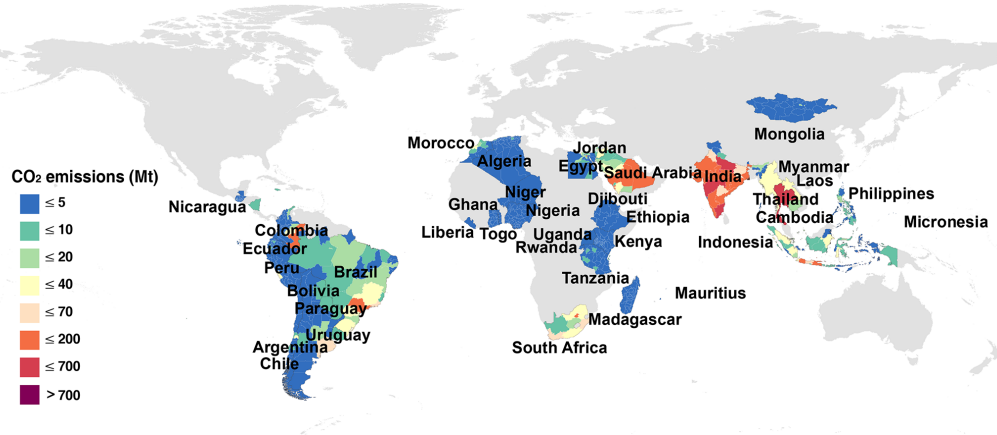 Morocco
Algeria
Jordan
Egypt
Saudi Arabia
India
Mongolia
Myanmar
Laos
Thailand
Cambodia
Philippines
Micronesia
Indonesia
Niger
Ghana
Nigeria
Djibouti
Ethiopia
Liberia
Togo
Uganda
Rwanda
Kenya
Tanzania
Mauritius
Madagascar
South Africa
Nicaragua
Colombia
Ecuador
Peru
Brazil
Bolivia
Paraguay
Uruguay
Argentina
Chile
CO₂ emissions (Mt)
≤ 5
≤ 10
≤ 20
≤ 40
≤ 70
≤ 200
≤ 700
> 700